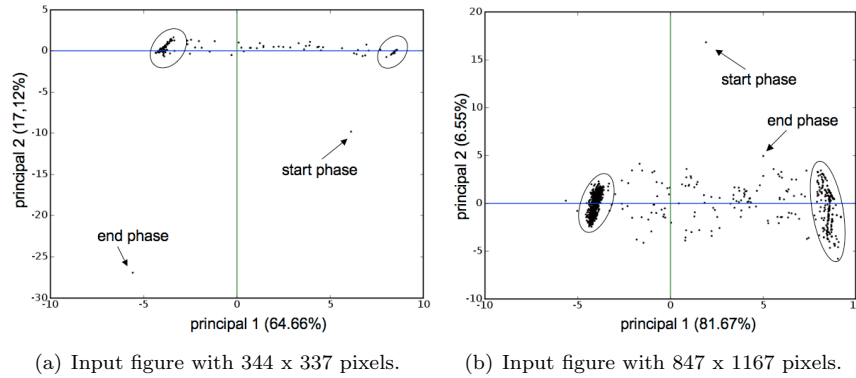 5
0
-5
-10
-15
-20
-25
-30
-10
-5
0
5
10
principal 2 (17,12%)
principal 1 (64.66%)
start phase
end phase
20
15
10
5
0
-5
-10
-10
-5
0
5
10
principal 2 (6.55%)
principal 1 (81.67%)
start phase
end phase
(a) Input figure with 344 x 337 pixels.
(b) Input figure with 847 x 1167 pixels.